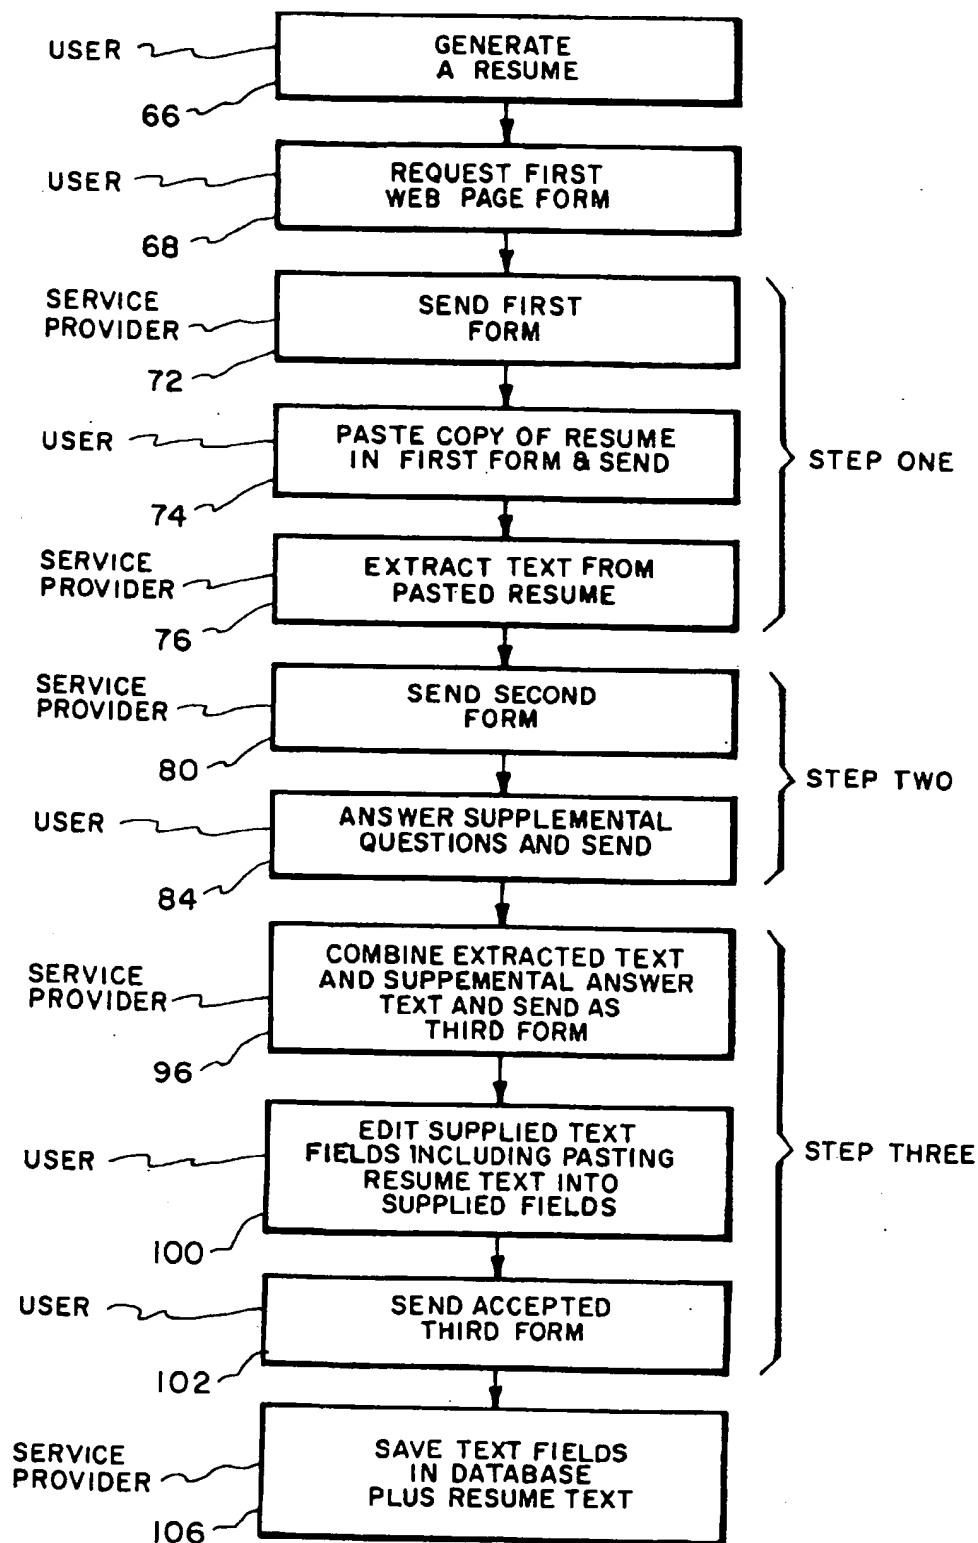 USER
GENERATE
A RESUME
66
USER
REQUEST FIRST
WEB PAGE FORM
68
SERVICE
PROVIDER
SEND FIRST
FORM
72
USER
PASTE COPY OF RESUME
IN FIRST FORM & SEND
74
STEP ONE
SERVICE
PROVIDER
EXTRACT TEXT FROM
PASTED RESUME
76
SERVICE
PROVIDER
SEND SECOND
FORM
80
STEP TWO
USER
ANSWER SUPPLEMENTAL
QUESTIONS AND SEND
84
SERVICE
PROVIDER
COMBINE EXTRACTED TEXT
AND SUPPEMENTAL ANSWER
TEXT AND SEND AS
THIRD FORM
96
USER
EDIT SUPPLIED TEXT
FIELDS INCLUDING PASTING
RESUME TEXT INTO
SUPPLIED FIELDS
100
STEP THREE
USER
SEND ACCEPTED
THIRD FORM
102
SERVICE
PROVIDER
SAVE TEXT FIELDS
IN DATABASE
PLUS RESUME TEXT
106